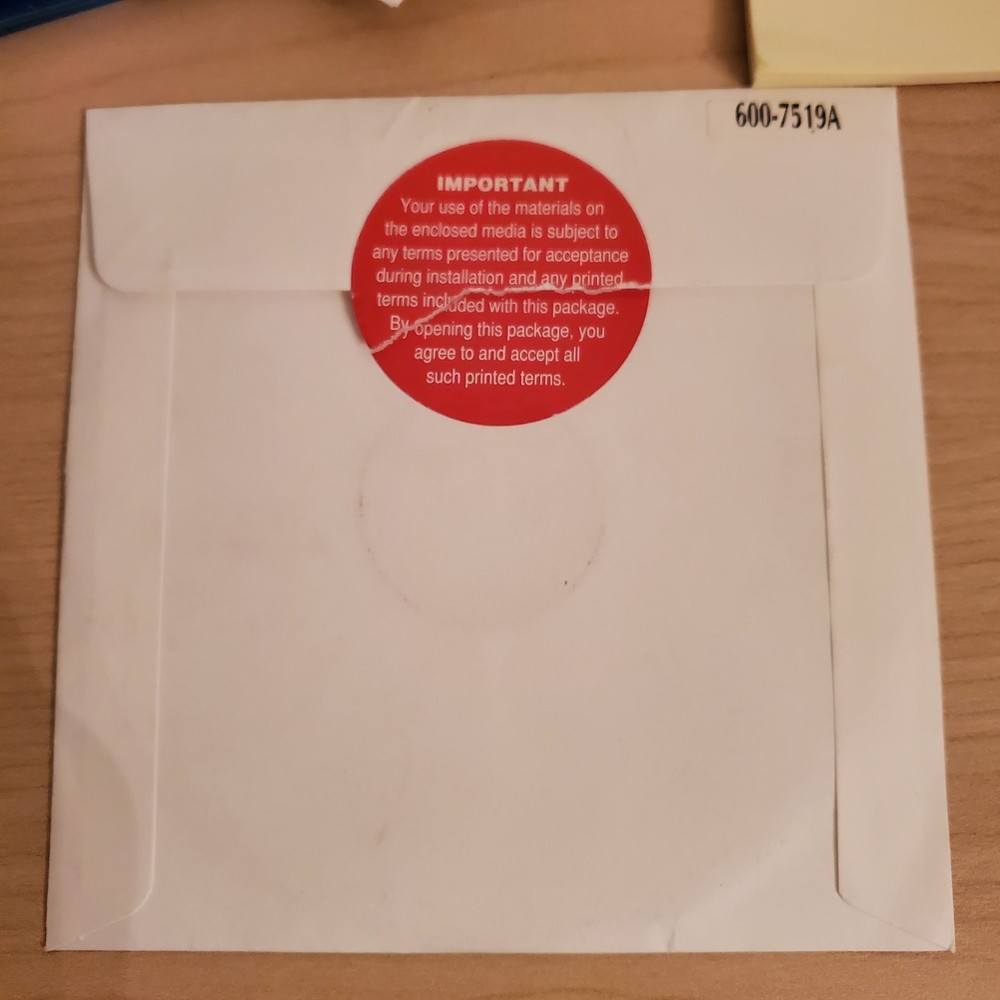 600-7519A
IMPORTANT
Your use of the materials on
the enclosed media is subject to
any terms presented for acceptance
during installation and any printed
terms included with this package.
By opening this package, you
agree to and accept all
such printed terms.